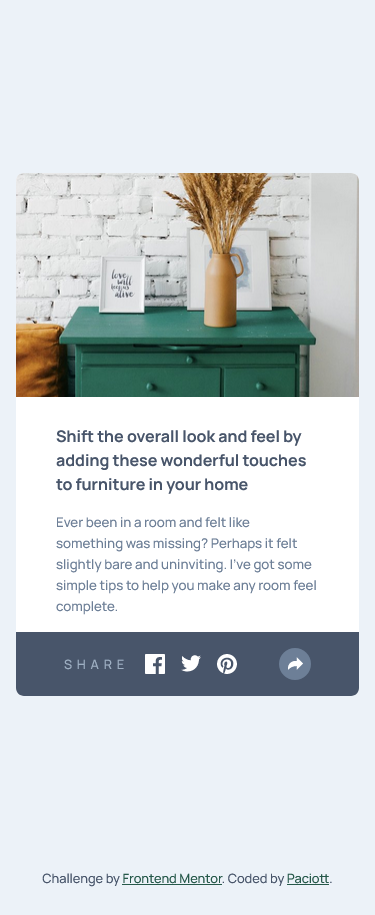 love
will
keep us
alive
Shift the overall look and feel by
adding these wonderful touches
to furniture in your home
Ever been in a room and felt like
something was missing? Perhaps it felt
slightly bare and uninviting. I've got some
simple tips to help you make any room feel
complete.
SHARE
Challenge by Frontend Mentor. Coded by Paciott.